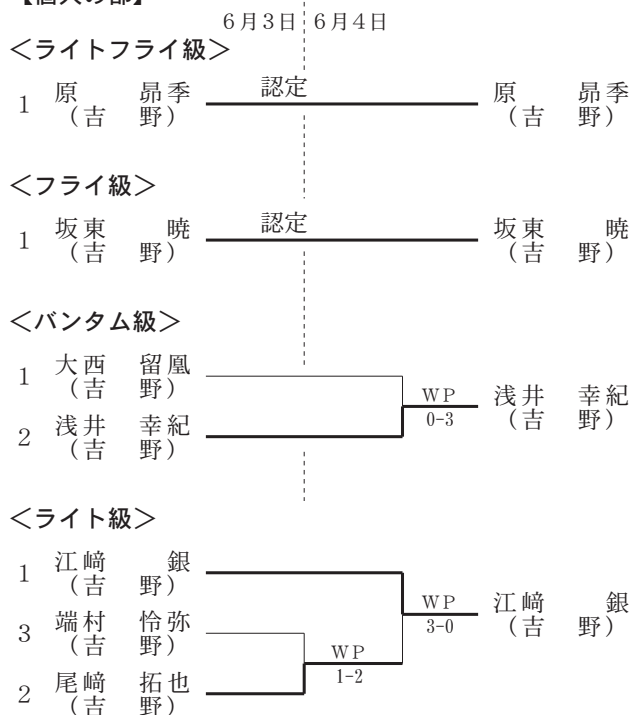 【個人の部】
6月3日 6月4日
＜ライトフライ級＞
1 原 昴季 認定 原 昴季
（吉 野） （吉 野）
＜フライ級＞
1 坂東 暁 認定 坂東 暁
（吉 野） （吉 野）
＜バンタム級＞
1 大西 留凰
（吉 野）
WP 浅井 幸紀
0-3 （吉 野）
2 浅井 幸紀
（吉 野）
＜ライト級＞
1 江﨑 銀
（吉 野）
WP 江﨑 銀
3-0 （吉 野）
3 端村 怜弥
（吉 野）
WP
1-2
2 尾﨑 拓也
（吉 野）